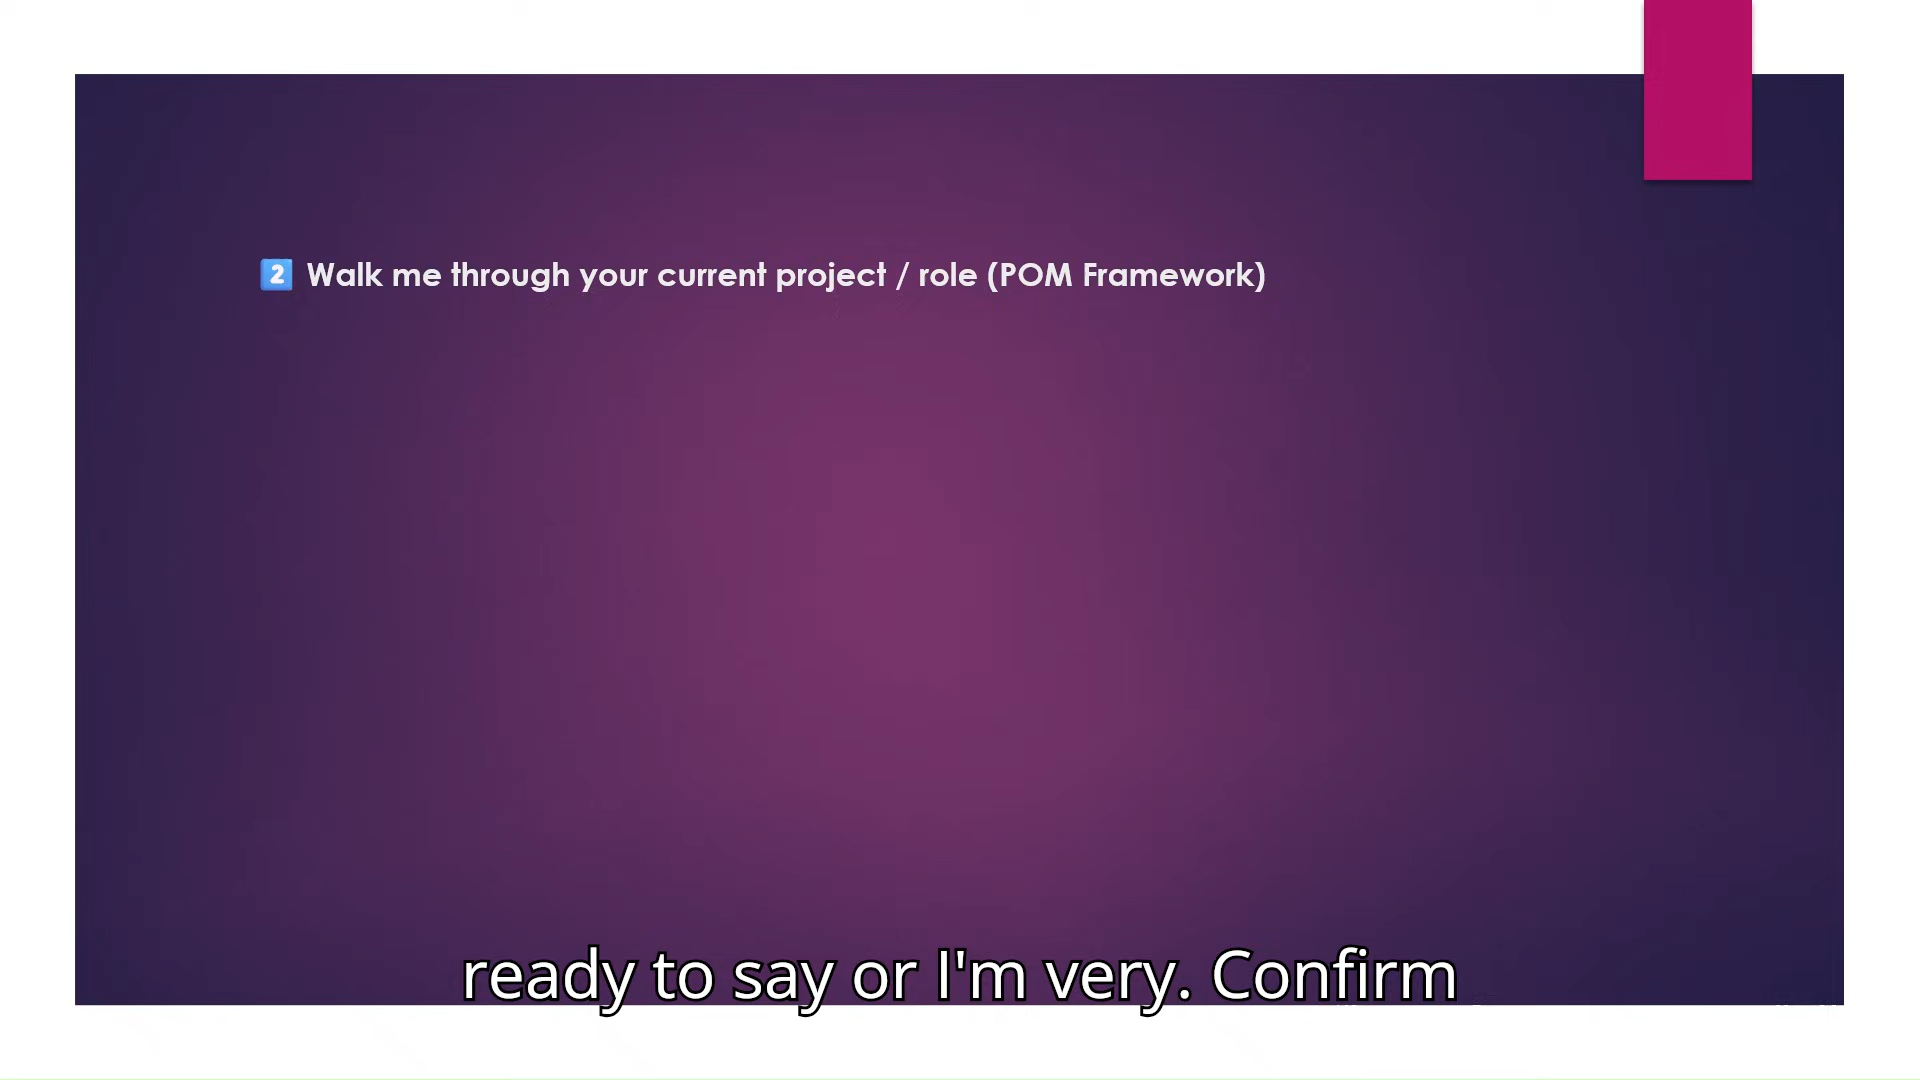 2 Walk me through your current project / role (POM Framework)
ready to say or I'm very. Confirm